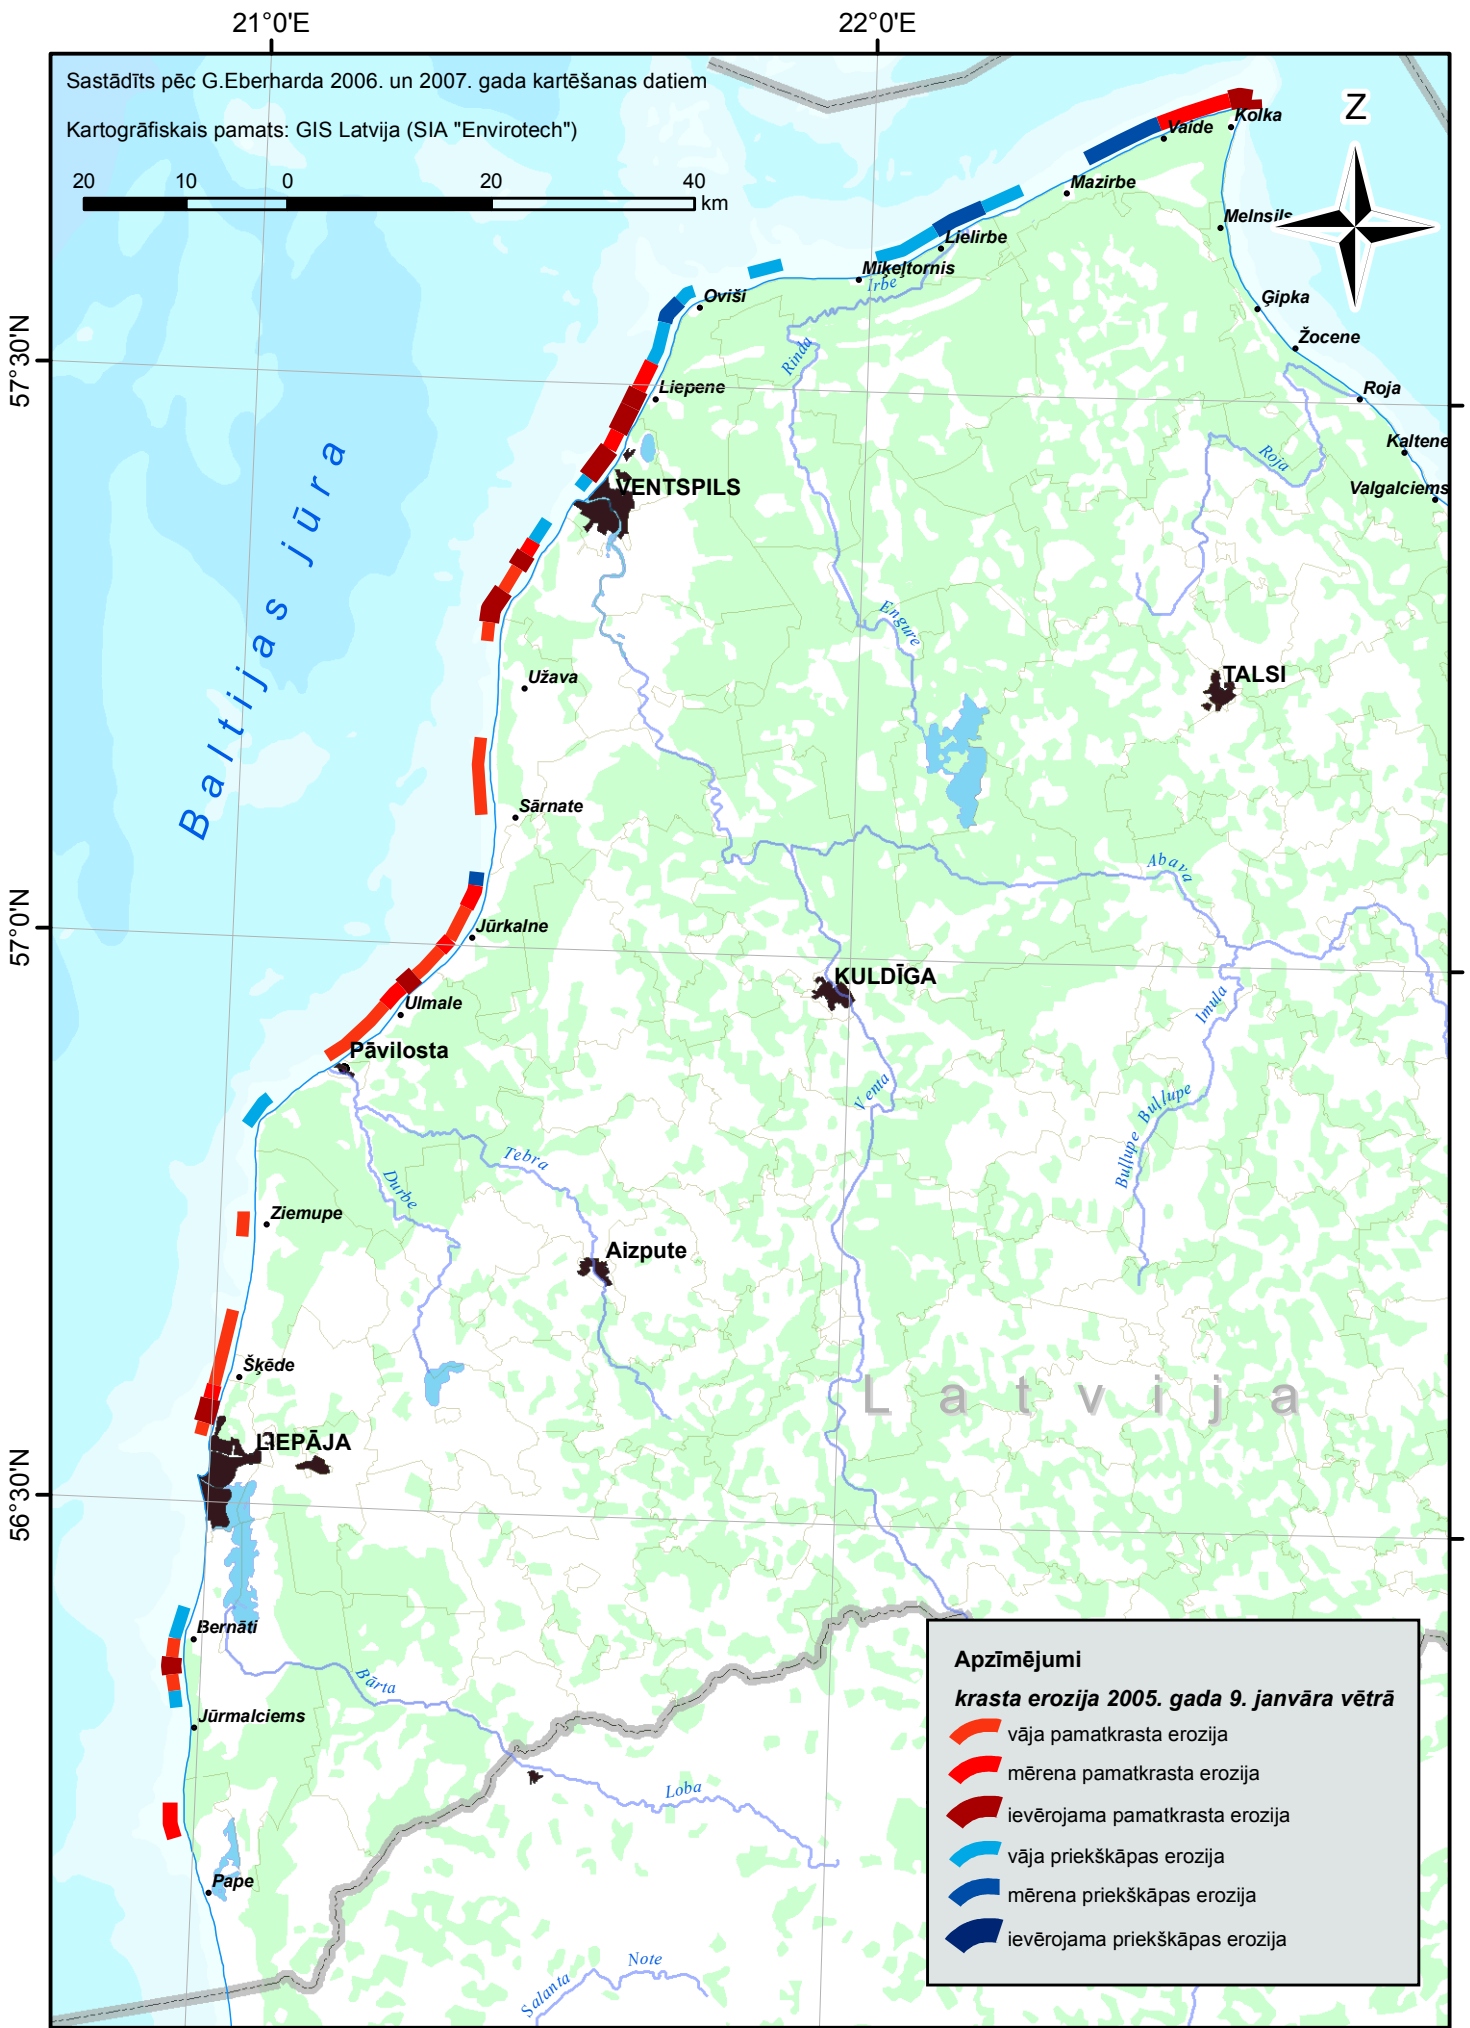 21°0'E
22°0'E
Sastādīts pēc G.Eberharda 2006. un 2007. gada kartēšanas datiem
Kartogrāfiskais pamats: GIS Latvija (SIA "Envirotech")
20 10 0 20 40
km
Z
Kolka
Vaide
Mazirbe
Melnsils
Lielirbe
Miķeļtornis
Irbe
Oviši
Ģipka
Žocene
57°30'N
Rinda
Liepene
Roja
Kaltene
Roja
Valgalciems
VENTSPILS
Baltijas jūra
Engure
Užava
TALSI
Sārnate
Abava
57°0'N
Jūrkalne
KULDĪGA
Ulmale
Imula
Pāvilosta
Venta
Buļļupe
Buļļupe
Tebra
Durbe
Ziemupe
Aizpute
Šķēde
Latvija
LIEPĀJA
56°30'N
Bernāti
Bārta
Jūrmalciems
Loba
Pape
Note
Salanta
Apzīmējumi
krasta erozija 2005. gada 9. janvāra vētrā
vāja pamatkrasta erozija
mērena pamatkrasta erozija
ievērojama pamatkrasta erozija
vāja priekškāpas erozija
mērena priekškāpas erozija
ievērojama priekškāpas erozija